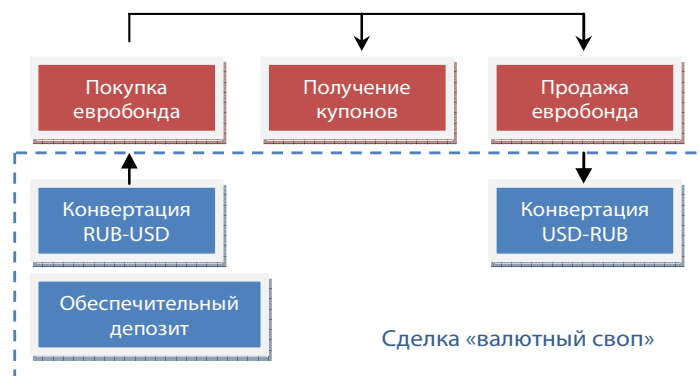 Покупка
евробонда
Получение
купонов
Продажа
евробонда
Конвертация
RUB-USD
Конвертация
USD-RUB
Обеспечительный
депозит
Сделка «валютный своп»